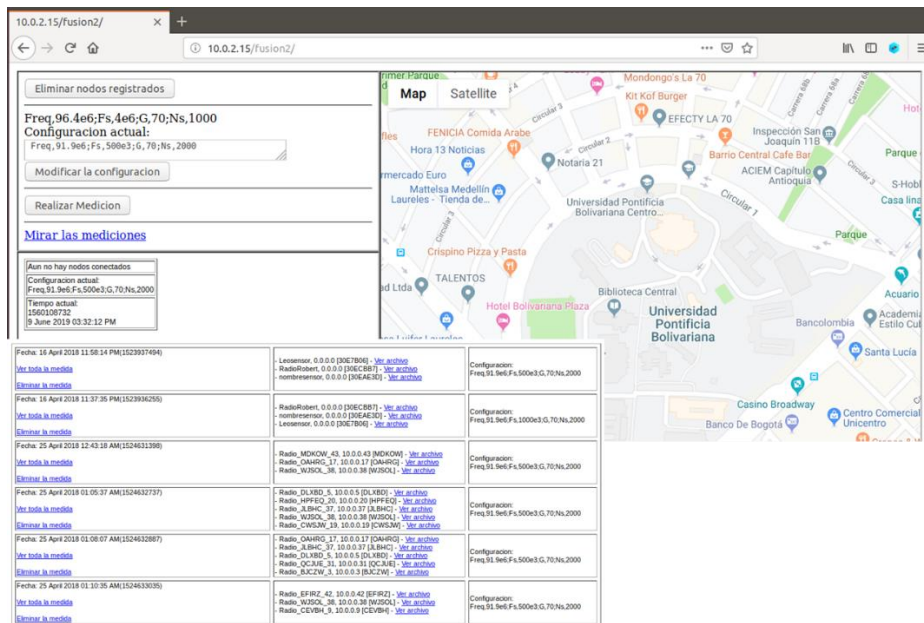 10.0.2.15/fusion2/
10.0.2.15/fusion2/
Eliminar nodos registrados
Freq,96.4e6;Fs,4e6;G,70;Ns,1000
Configuracion actual:
Freq,91.9e6;Fs,500e3;G,70;Ns,2000
Modificar la configuracion
Realizar Medicion
Mirar las mediciones
Aun no hay nodos conectados
Configuracion actual:
Freq,91.9e6;Fs,500e3;G,70;Ns,2000
Tiempo actual:
1560108732
9 June 2019 03:32:12 PM
Map
Satellite
rimer Parque
Mondongo's La 70
Kit Kof Burger
EFECTY LA 70
Circular 3
Carrera 68a
Inspección San
Joaquín 11B
FENICIA Comida Arabe
Circular 2
Barrio Central Cafe Bar
Parque
Hora 13 Noticias
Notaria 21
ACIEM Capítulo
Antioquia
Circular 3
S-Hobl
ermercado Euro
Mattelsa Medellín
Laureles - Tienda de...
Universidad Pontificia
Bolivariana Centro...
Circular 1
Casa lina
Parque
Crispino Pizza y Pasta
TALENTOS
Acuario
ad Ltda
Biblioteca Central
Hotel Bolivariana Plaza
Universidad
Pontificia
Bolivariana
Academia
Estilo Cul
Bancolombia
Santa Lucía
Casino Broadway
Banco De Bogotá
Centro Comercial
Unicentro
Fecha: 16 April 2018 11:58:14 PM(1523937494)
Ver toda la medida
Eliminar la medida
- Leosensor, 0.0.0.0 [30E7B06] - Ver archivo
- RadioRobert, 0.0.0.0 [30ECBB7] - Ver archivo
- nombresensor, 0.0.0.0 [30EAE3D] - Ver archivo
Configuracion:
Freq,91.9e6;Fs,500e3;G,70;Ns,2000
Fecha: 16 April 2018 11:37:35 PM(1523936255)
Ver toda la medida
Eliminar la medida
- RadioRobert, 0.0.0.0 [30ECBB7] - Ver archivo
- nombresensor, 0.0.0.0 [30EAE3D] - Ver archivo
- Leosensor, 0.0.0.0 [30E7B06] - Ver archivo
Configuracion:
Freq,91.9e6;Fs,1000e3;G,70;Ns,2000
Fecha: 25 April 2018 12:43:18 AM(1524631398)
Ver toda la medida
Eliminar la medida
- Radio_MDKOW_43, 10.0.0.43 [MDKOW] - Ver archivo
- Radio_OAHRG_17, 10.0.0.17 [OAHRG] - Ver archivo
- Radio_WJSOL_38, 10.0.0.38 [WJSOL] - Ver archivo
Configuracion:
Freq,91.9e6;Fs,500e3;G,70;Ns,2000
Fecha: 25 April 2018 01:05:37 AM(1524632737)
Ver toda la medida
Eliminar la medida
- Radio_DLXBD_5, 10.0.0.5 [DLXBD] - Ver archivo
- Radio_HPFEQ_20, 10.0.0.20 [HPFEQ] - Ver archivo
- Radio_JLBHC_37, 10.0.0.37 [JLBHC] - Ver archivo
- Radio_WJSOL_38, 10.0.0.38 [WJSOL] - Ver archivo
- Radio_CWSJW_19, 10.0.0.19 [CWSJW] - Ver archivo
Configuracion:
Freq,91.9e6;Fs,500e3;G,70;Ns,2000
Fecha: 25 April 2018 01:08:07 AM(1524632887)
Ver toda la medida
Eliminar la medida
- Radio_OAHRG_17, 10.0.0.17 [OAHRG] - Ver archivo
- Radio_JLBHC_37, 10.0.0.37 [JLBHC] - Ver archivo
- Radio_DLXBD_5, 10.0.0.5 [DLXBD] - Ver archivo
- Radio_QCJUE_31, 10.0.0.31 [QCJUE] - Ver archivo
- Radio_BJCZW_3, 10.0.0.3 [BJCZW] - Ver archivo
Configuracion:
Freq,91.9e6;Fs,500e3;G,70;Ns,2000
Fecha: 25 April 2018 01:10:35 AM(1524633035)
Ver toda la medida
Eliminar la medida
- Radio_EFIRZ_42, 10.0.0.42 [EFIRZ] - Ver archivo
- Radio_WJSOL_38, 10.0.0.38 [WJSOL] - Ver archivo
- Radio_CEVBH_9, 10.0.0.9 [CEVBH] - Ver archivo
Configuracion:
Freq,91.9e6;Fs,500e3;G,70;Ns,2000